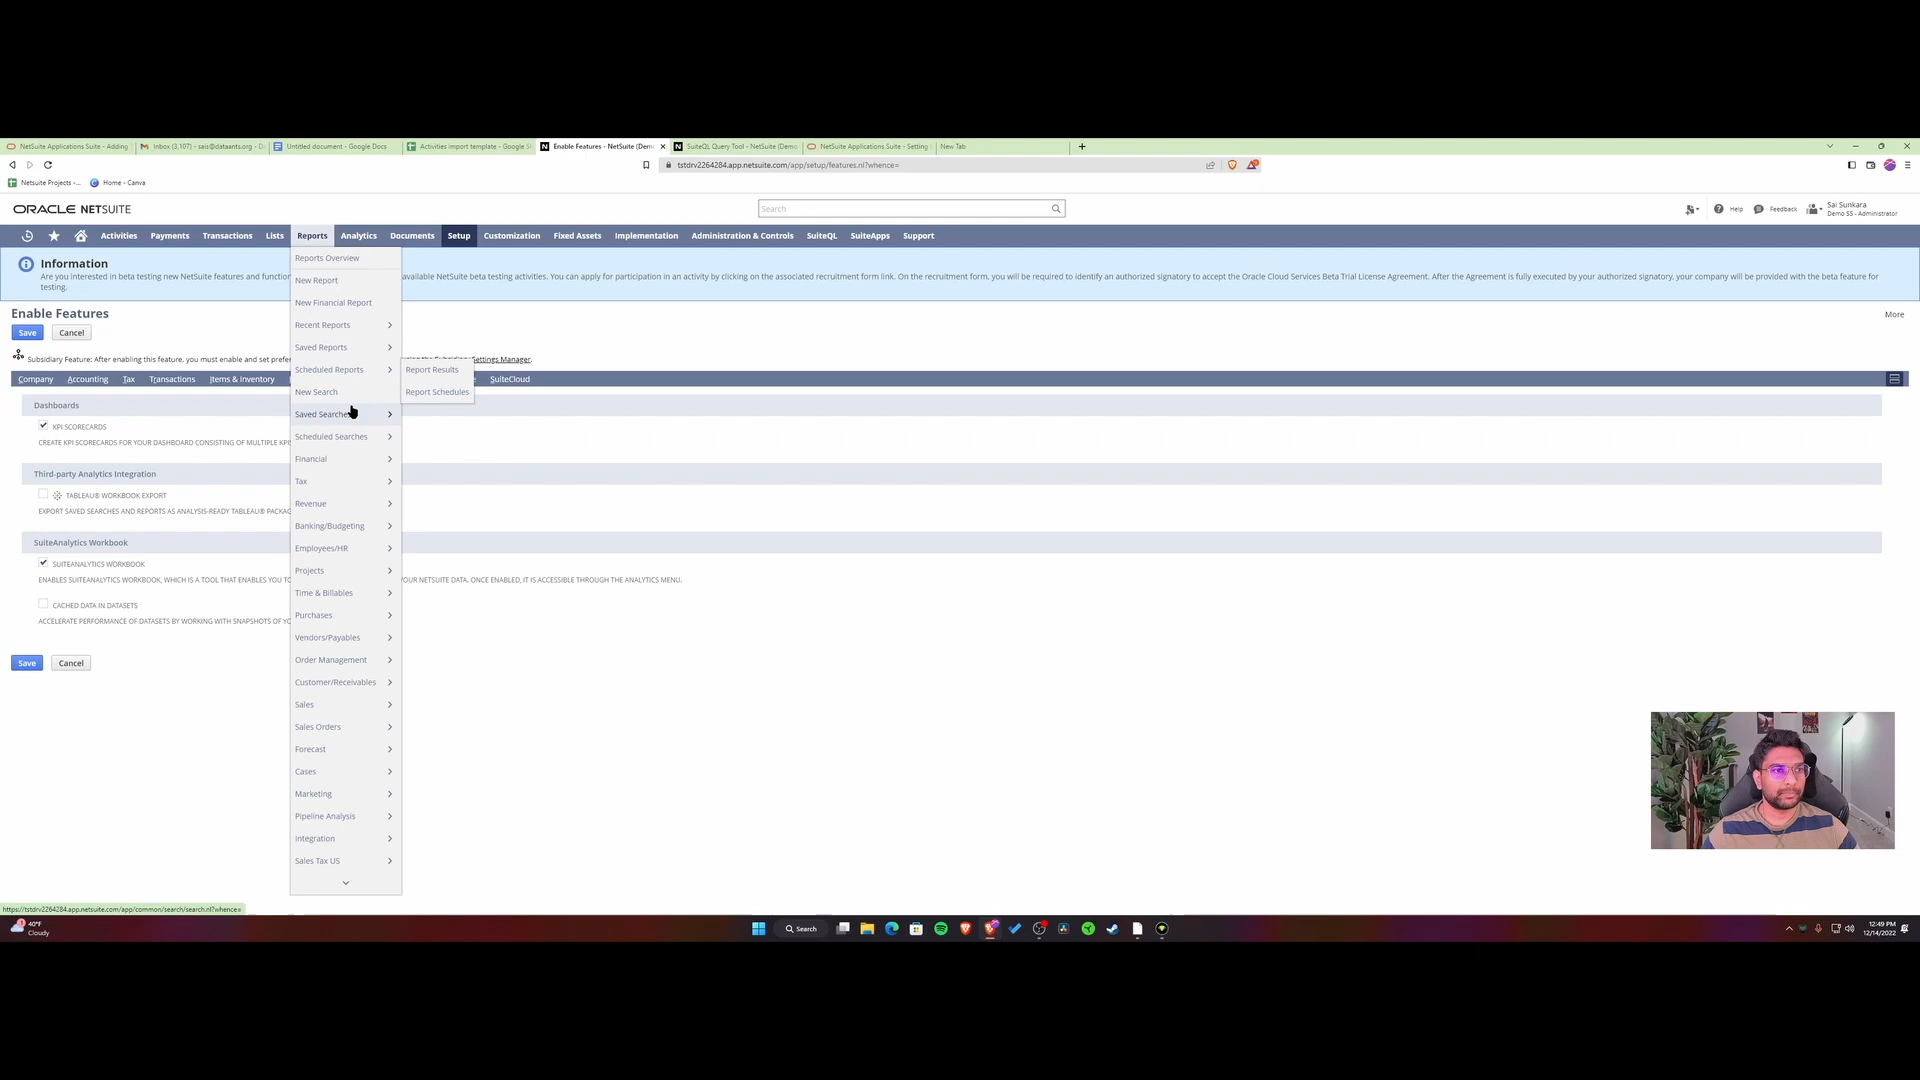 NetSuite Applications Suite - Adding
Inbox (3,107) - sais@dataants.org - D
Untitled document - Google Docs
Activities import template - Google S
Enable Features - NetSuite (Demo
SuiteQL Query Tool - NetSuite (Demo
NetSuite Applications Suite - Setting
New Tab
tstdrv2264284.app.netsuite.com/app/setup/features.nl?whence=
Netsuite Projects -...
Home - Canva
ORACLE NETSUITE
Search
Help
Feedback
Sai Sunkara
Demo SS - Administrator
Activities Payments Transactions Lists Reports Analytics Documents Setup Customization Fixed Assets Implementation Administration & Controls SuiteQL SuiteApps Support
Information
Are you interested in beta testing new NetSuite features and function
available NetSuite beta testing activities. You can apply for participation in an activity by clicking on the associated recruitment form link. On the recruitment form, you will be required to identify an authorized signatory to accept the Oracle Cloud Services Beta Trial License Agreement. After the Agreement is fully executed by your authorized signatory, your company will be provided with the beta feature for
testing.
Enable Features
More
Save
Cancel
Subsidiary Feature: After enabling this feature, you must enable and set prefer
Settings Manager.
Company Accounting Tax Transactions Items & Inventory
SuiteCloud
Dashboards
KPI SCORECARDS
CREATE KPI SCORECARDS FOR YOUR DASHBOARD CONSISTING OF MULTIPLE KPIS
Third-party Analytics Integration
TABLEAU® WORKBOOK EXPORT
EXPORT SAVED SEARCHES AND REPORTS AS ANALYSIS-READY TABLEAU® PACKAG
SuiteAnalytics Workbook
SUITEANALYTICS WORKBOOK
ENABLES SUITEANALYTICS WORKBOOK, WHICH IS A TOOL THAT ENABLES YOU TO
YOUR NETSUITE DATA. ONCE ENABLED, IT IS ACCESSIBLE THROUGH THE ANALYTICS MENU.
CACHED DATA IN DATASETS
ACCELERATE PERFORMANCE OF DATASETS BY WORKING WITH SNAPSHOTS OF YO
Save
Cancel
Reports Overview
New Report
New Financial Report
Recent Reports
Saved Reports
Scheduled Reports
Report Results
New Search
Report Schedules
Saved Searches
Scheduled Searches
Financial
Tax
Revenue
Banking/Budgeting
Employees/HR
Projects
Time & Billables
Purchases
Vendors/Payables
Order Management
Customer/Receivables
Sales
Sales Orders
Forecast
Cases
Marketing
Pipeline Analysis
Integration
Sales Tax US
https://tstdrv2264284.app.netsuite.com/app/common/search/search.nl?whence=
40°F
Cloudy
Search
12:49 PM
12/14/2022